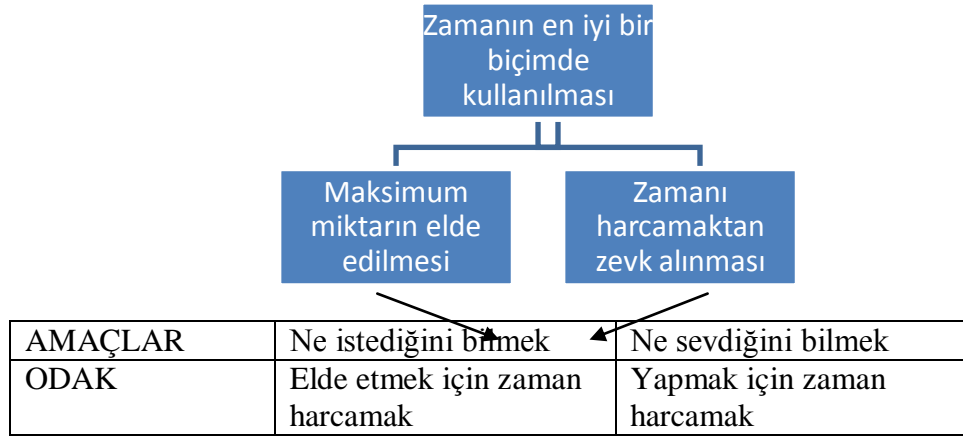 Zamanın en iyi bir
biçimde
kullanılması
Maksimum
miktarın elde
edilmesi
Zamanı
harcamaktan
zevk alınması
AMAÇLAR Ne istediğini bilmek Ne sevdiğini bilmek
ODAK Elde etmek için zaman Yapmak için zaman
harcamak harcamak